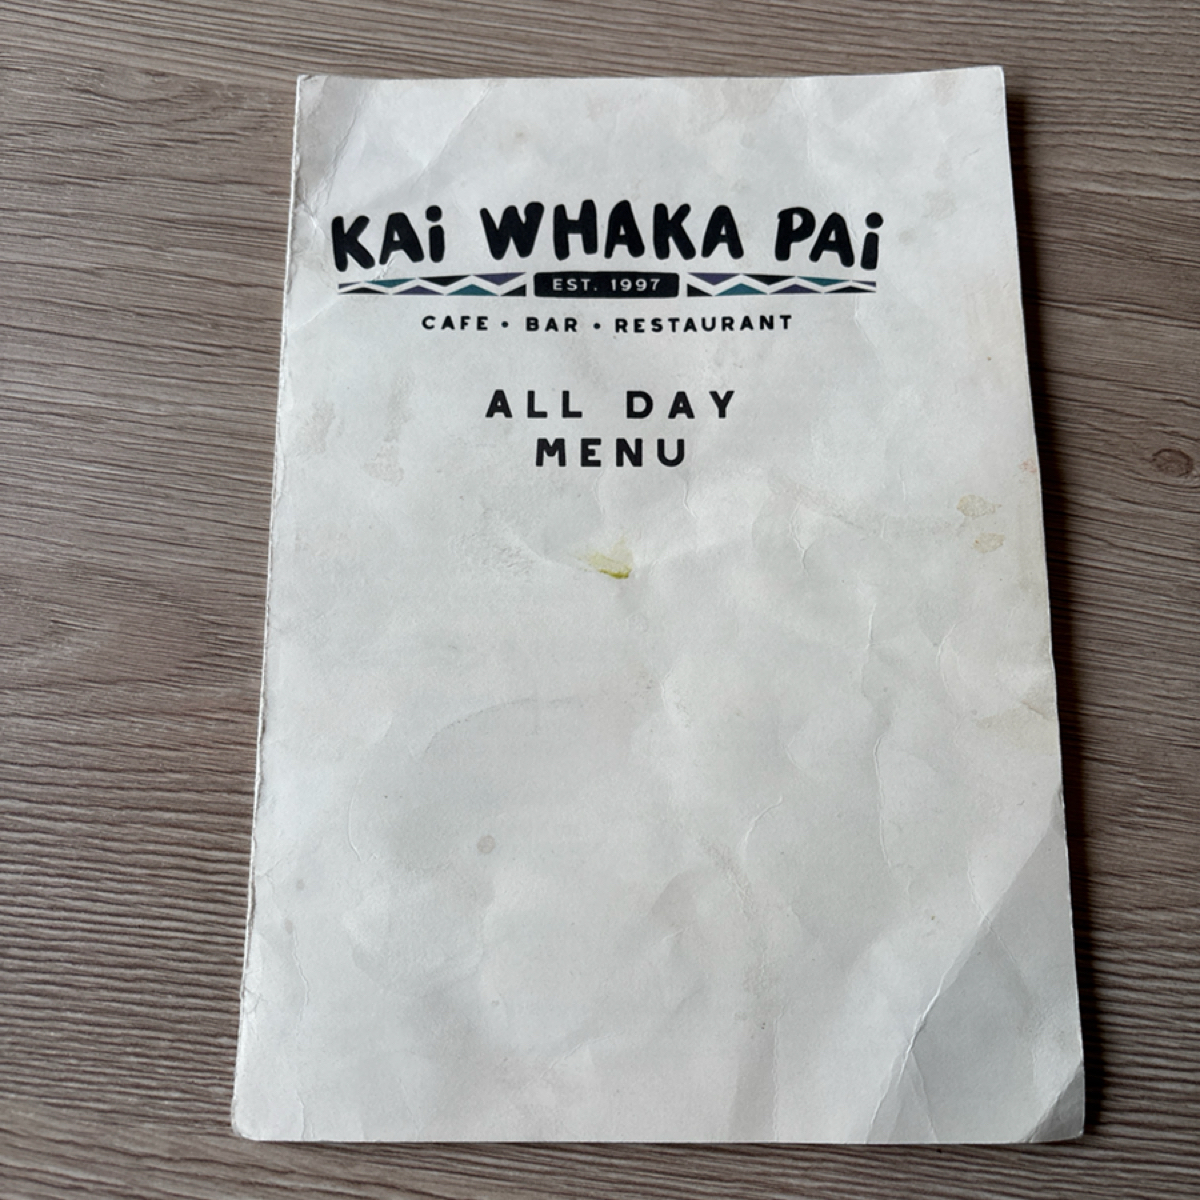 KAi WHAKA PAi
EST. 1997
CAFE • BAR • RESTAURANT
ALL DAY
MENU